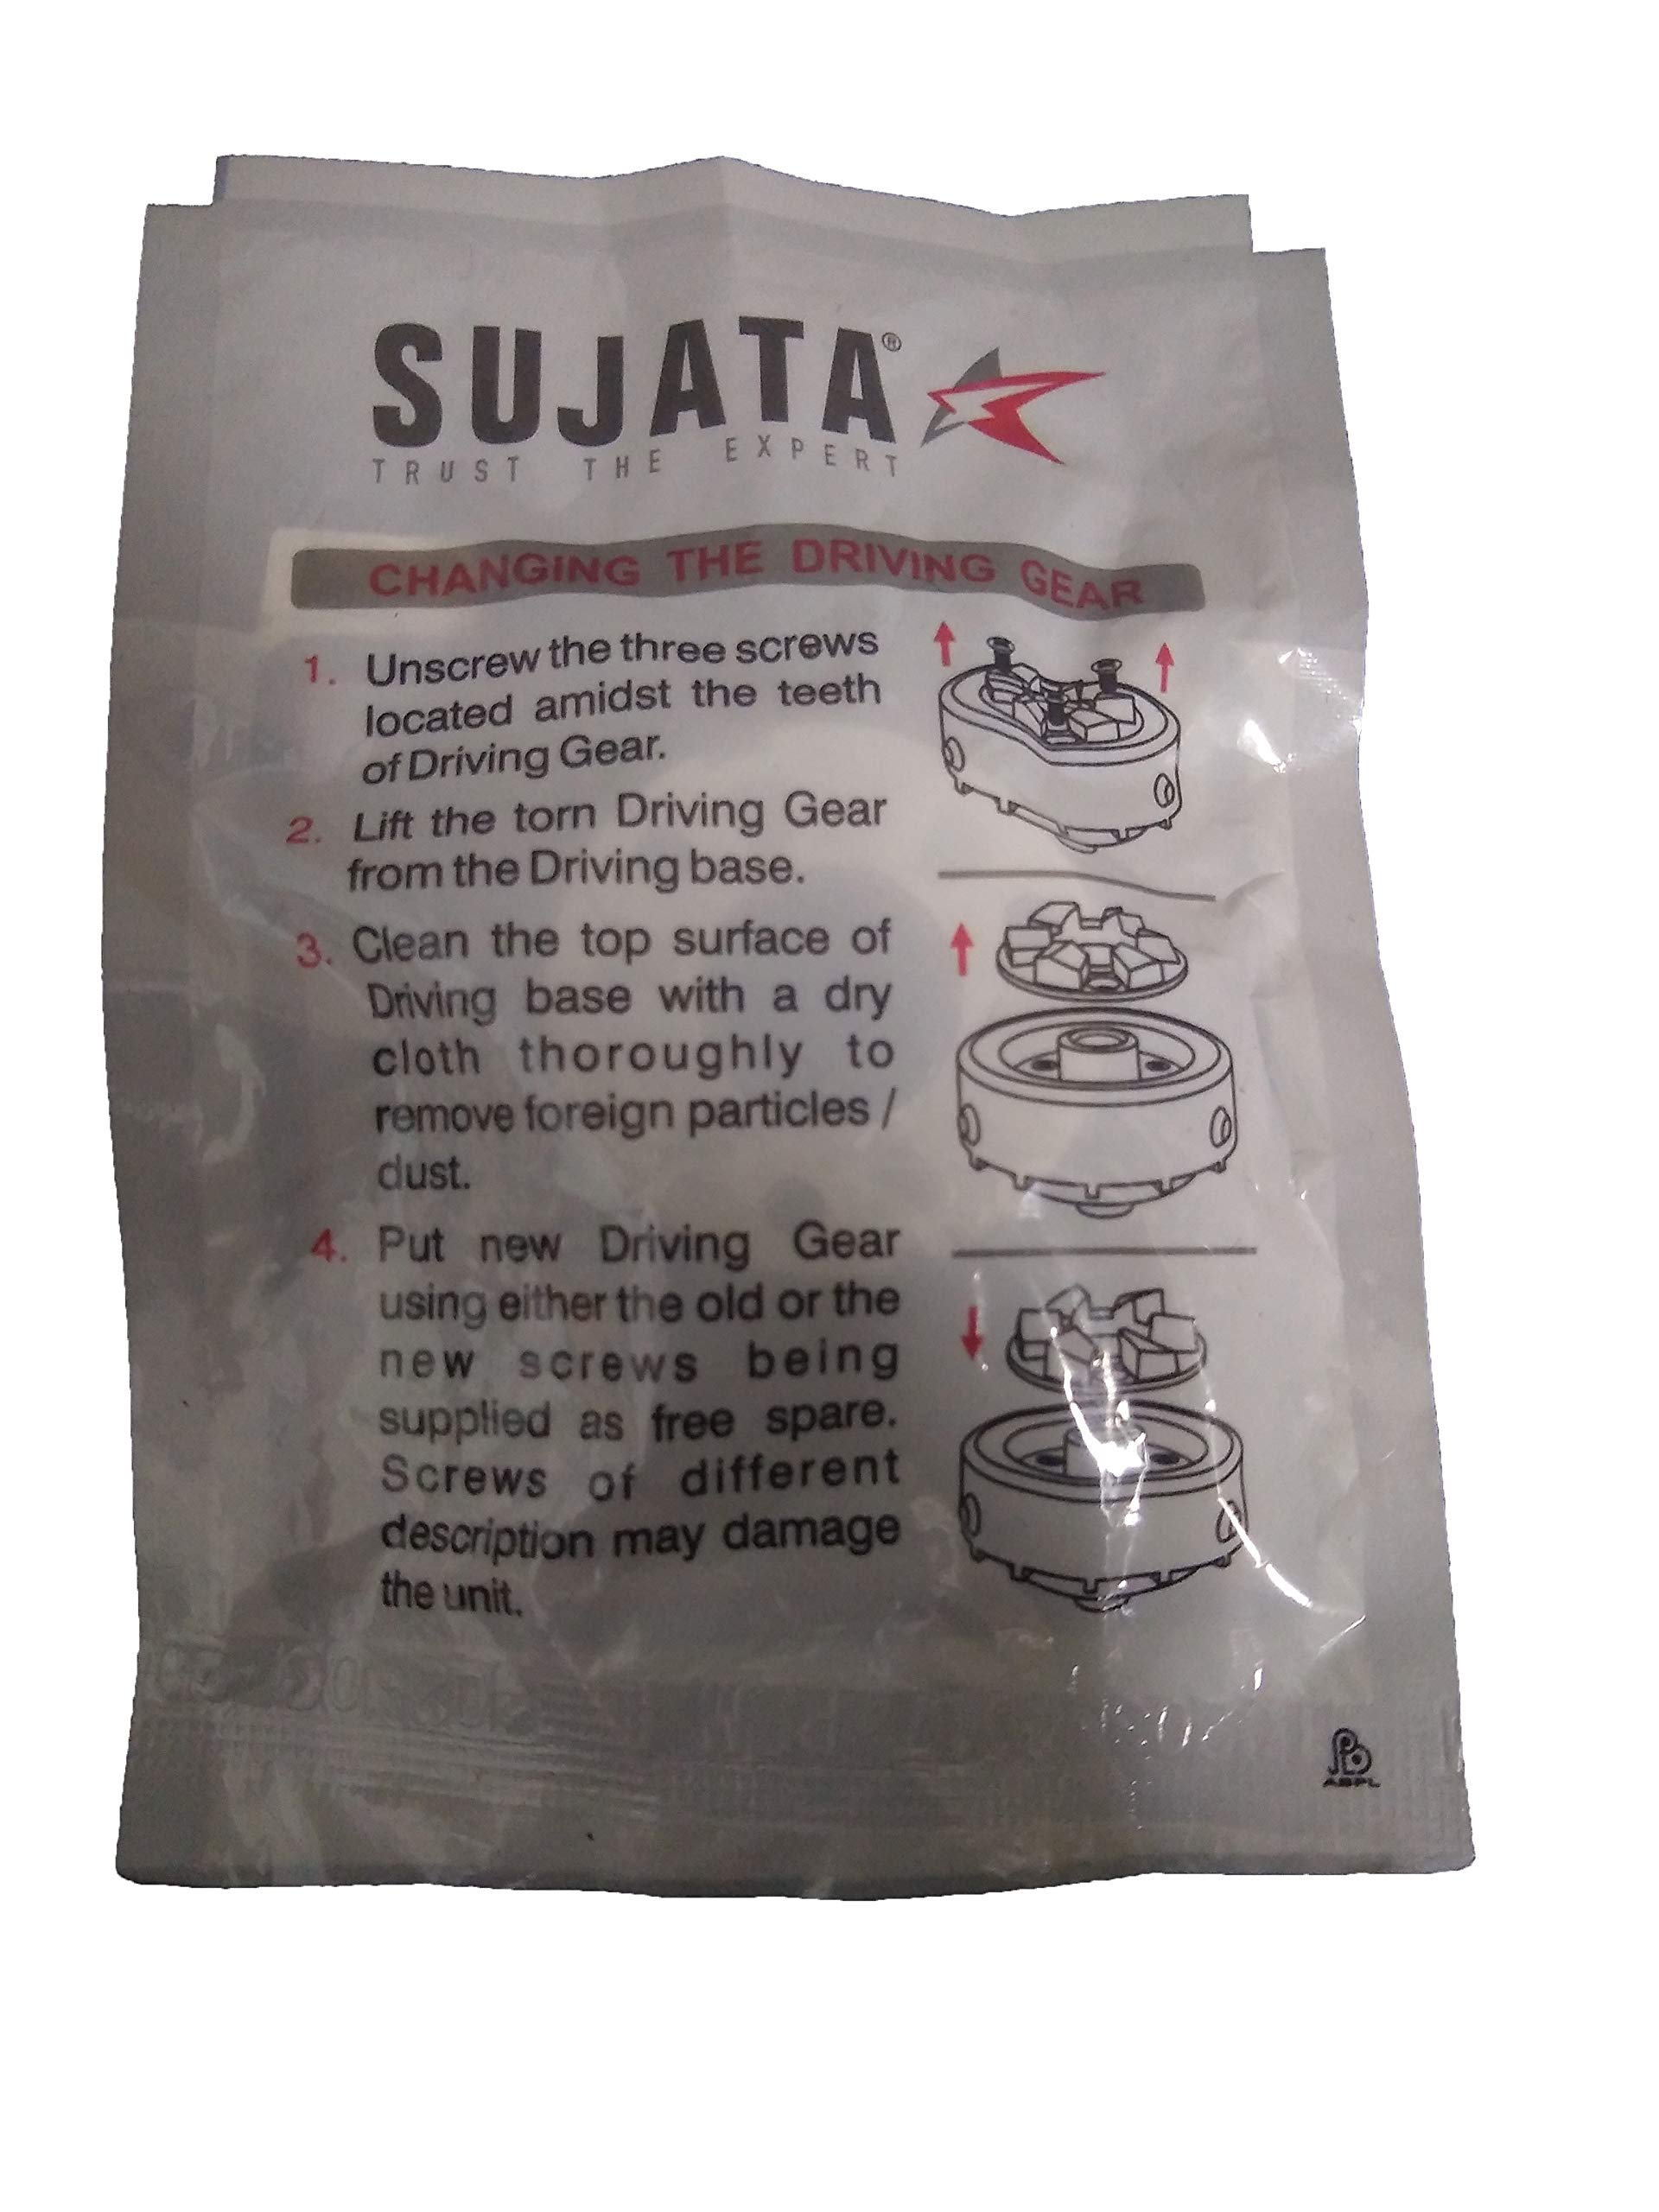 SUJATA®
TRUST THE EXPERT
CHANGING THE DRIVING GEAR
1. Unscrew the three screws
located amidst the teeth
of Driving Gear.
2. Lift the torn Driving Gear
from the Driving base.
3. Clean the top surface of
Driving base with a dry
cloth thoroughly to
remove foreign particles /
dust.
4. Put new Driving Gear
using either the old or the
new screws being
supplied as free spare.
Screws of different
description may damage
the unit.
ABPL